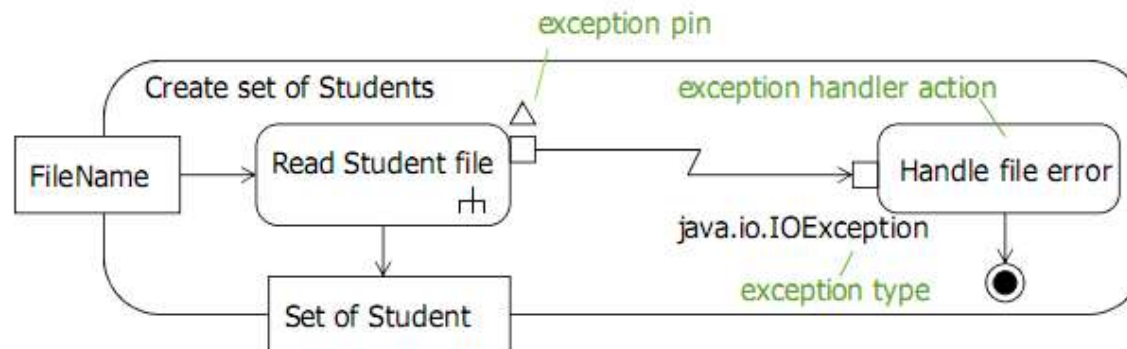 exception pin
Create set of Students
exception handler action
FileName
Read Student file
Handle file error
java.io.IOException
exception type
Set of Student